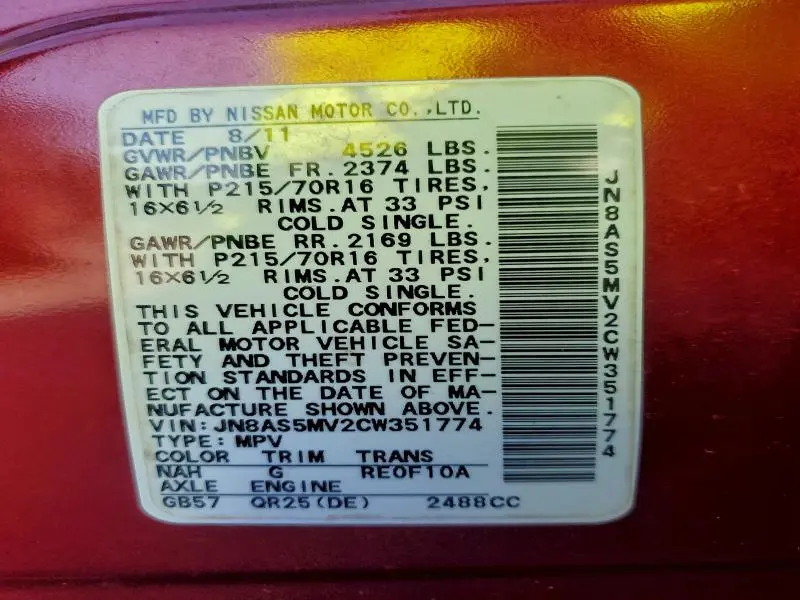 MFD BY NISSAN MOTOR CO.,LTD.
DATE 8/11
GVWR/PNBV 4526 LBS.
GAWR/PNBE FR. 2374 LBS.
WITH P215/70R16 TIRES,
16×6½ RIMS.AT 33 PSI
COLD SINGLE.
GAWR/PNBE RR. 2169 LBS.
WITH P215/70R16 TIRES,
16×6½ RIMS.AT 33 PSI
COLD SINGLE.
THIS VEHICLE CONFORMS
TO ALL APPLICABLE FED-
ERAL MOTOR VEHICLE SA-
FETY AND THEFT PREVEN-
TION STANDARDS IN EFF-
ECT ON THE DATE OF MA-
NUFACTURE SHOWN ABOVE.
VIN: JN8AS5MV2CW351774
TYPE: MPV
COLOR TRIM TRANS
NAH G RE0F10A
AXLE ENGINE
GB57 QR25(DE) 2488CC
JN8AS5MV2CW351774